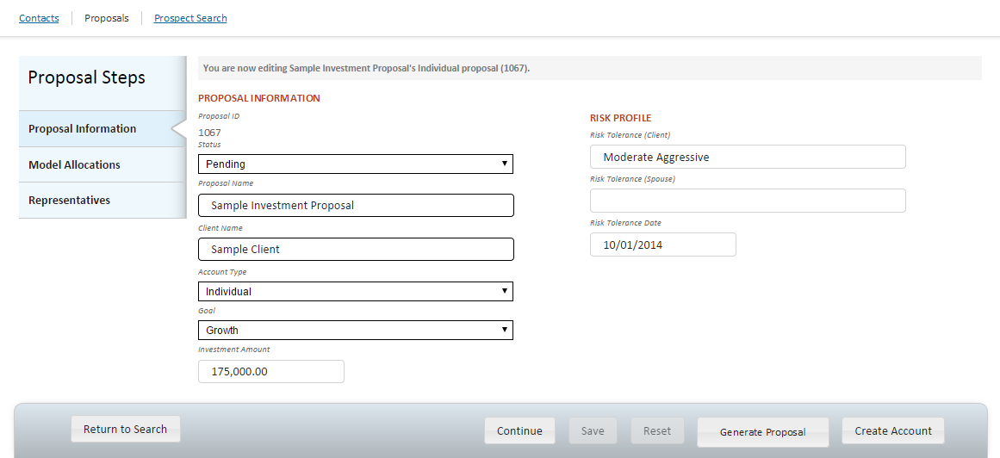 Contacts
Proposals
Prospect Search
Proposal Steps
Proposal Information
Model Allocations
Representatives
You are now editing Sample Investment Proposal's Individual proposal (1067).
PROPOSAL INFORMATION
Proposal ID
1067
Status
Pending
Proposal Name
Sample Investment Proposal
Client Name
Sample Client
Account Type
Individual
Goal
Growth
Investment Amount
175,000.00
RISK PROFILE
Risk Tolerance (Client)
Moderate Aggressive
Risk Tolerance (Spouse)
Risk Tolerance Date
10/01/2014
Return to Search
Continue
Save
Reset
Generate Proposal
Create Account